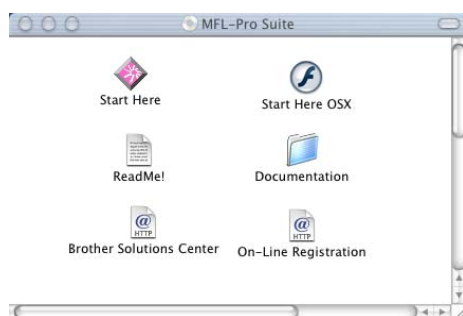 MFL-Pro Suite
Start Here
Start Here OSX
ReadMe!
Documentation
@
HTTP
Brother Solutions Center
@
HTTP
On-Line Registration